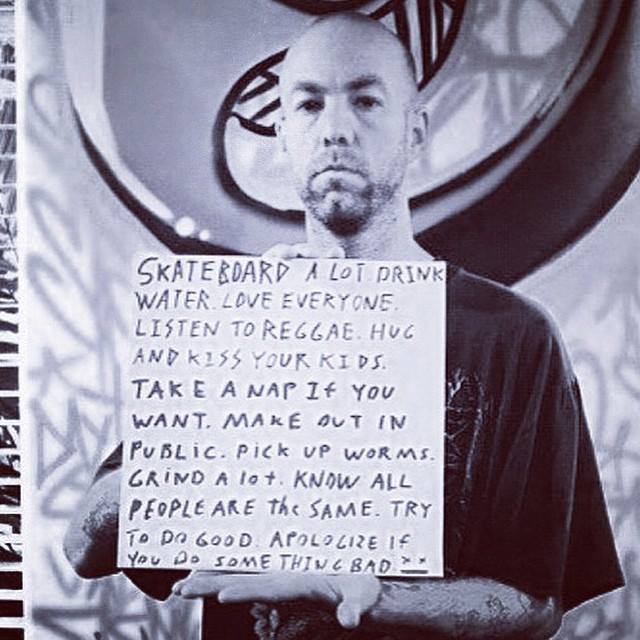 SKATEBOARD A LOT DRINK
WATER. LOVE EVERYONE.
LISTEN TO REGGAE. HUG
AND KISS YOUR KIDS.
TAKE A NAP If YOU
WANT. MAKE OUT IN
PUBLIC. PICK UP WORMS.
GRIND A lot. KNOW ALL
PEOPLE ARE the SAME. TRY
TO DO GOOD. APOLOGIZE If
YOU DO SOMETHING BAD. xx